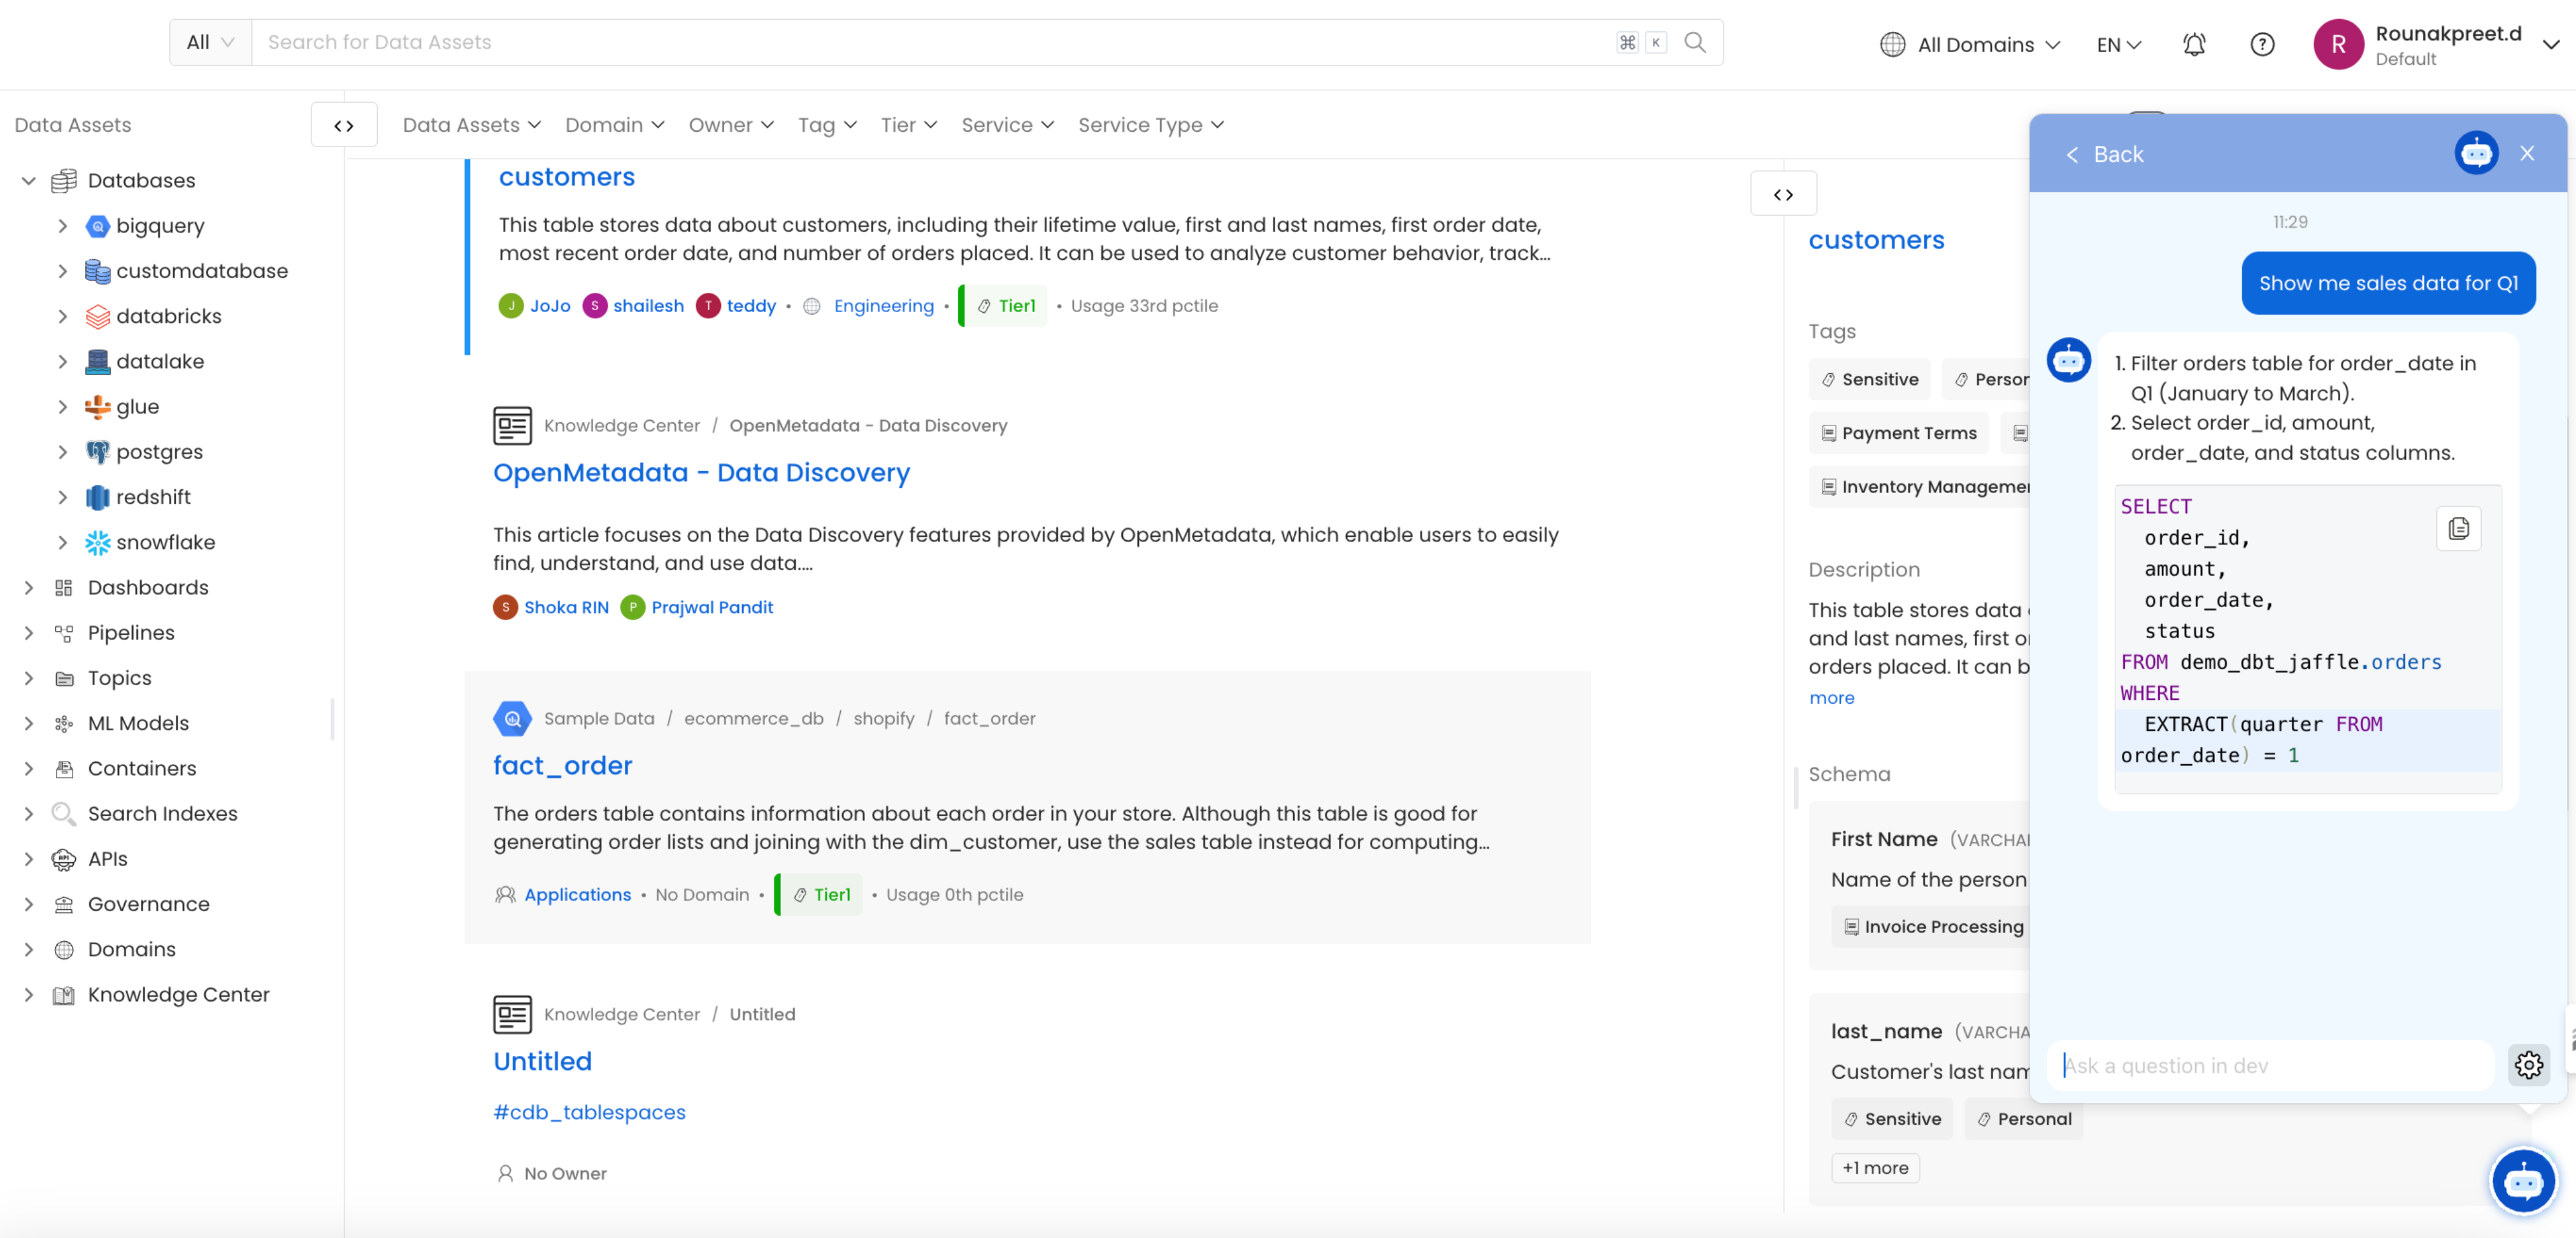 All
Search for Data Assets
⌘ K
All Domains
EN
R
Rounakpreet.d
Default
Data Assets
Databases
bigquery
customdatabase
databricks
datalake
glue
postgres
redshift
snowflake
Dashboards
Pipelines
Topics
ML Models
Containers
Search Indexes
APIs
Governance
Domains
Knowledge Center
Data Assets Domain Owner Tag Tier Service Service Type
customers
This table stores data about customers, including their lifetime value, first and last names, first order date,
most recent order date, and number of orders placed. It can be used to analyze customer behavior, track...
J JoJo S shailesh T teddy • Engineering • Tier1 • Usage 33rd pctile
Knowledge Center / OpenMetadata - Data Discovery
OpenMetadata - Data Discovery
This article focuses on the Data Discovery features provided by OpenMetadata, which enable users to easily
find, understand, and use data....
S Shoka RIN P Prajwal Pandit
Sample Data / ecommerce_db / shopify / fact_order
fact_order
The orders table contains information about each order in your store. Although this table is good for
generating order lists and joining with the dim_customer, use the sales table instead for computing...
Applications • No Domain • Tier1 • Usage 0th pctile
Knowledge Center / Untitled
Untitled
#cdb_tablespaces
No Owner
customers
Tags
Sensitive
Payment Terms
Inventory
Description
This table stores data
and last names, first
orders placed. It can
more
Schema
First Name
Name of the person
Invoice Processing
last_name
Customer's last
Sensitive Personal
+1 more
Back
11:29
Show me sales data for Q1
1. Filter orders table for order_date in
Q1 (January to March).
2. Select order_id, amount,
order_date, and status columns.
SELECT
order_id,
amount,
order_date,
status
FROM demo_dbt_jaffle.orders
WHERE
EXTRACT(quarter FROM
order_date) = 1
Ask a question in dev